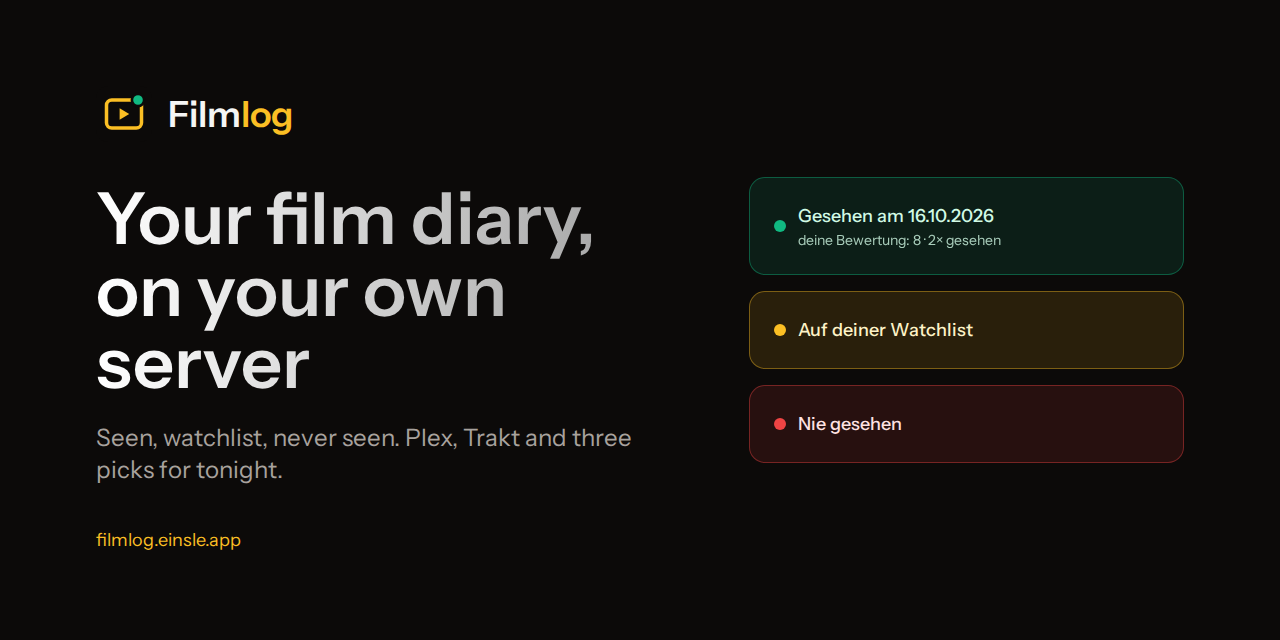 Filmlog
Your film diary,
on your own
server
Seen, watchlist, never seen. Plex, Trakt and three
picks for tonight.
filmlog.einsle.app
Gesehen am 16.10.2026
deine Bewertung: 8 · 2× gesehen
Auf deiner Watchlist
Nie gesehen